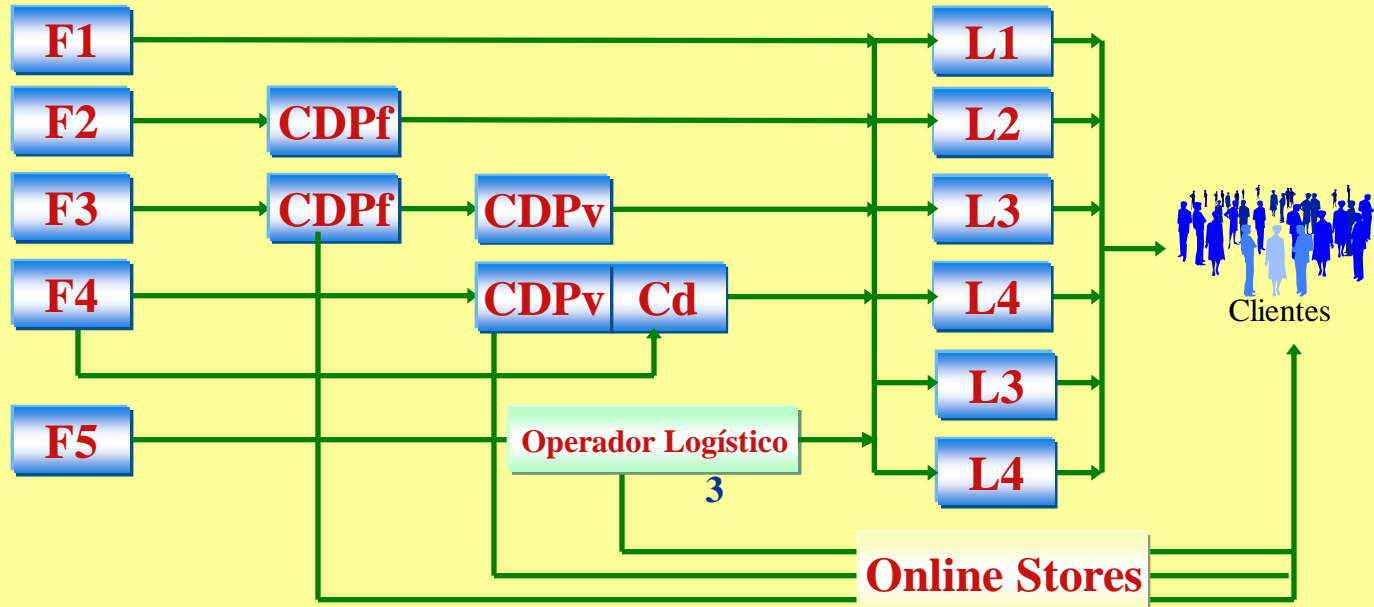 F1
L1
F2
CDPf
L2
F3
CDPf
CDPv
L3
F4
CDPv
Cd
L4
Clientes
L3
F5
Operador Logístico
3
L4
Online Stores